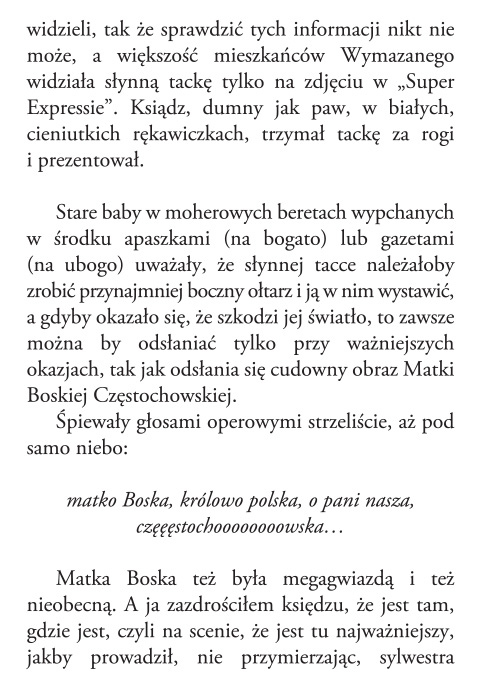 widzieli, tak że sprawdzić tych informacji nikt nie
może, a większość mieszkańców Wymazanego
widziała słynną tackę tylko na zdjęciu w „Super
Expressie”. Ksiądz, dumny jak paw, w białych,
cieniutkich rękawiczkach, trzymał tackę za rogi
i prezentował.
Stare baby w moherowych beretach wypchanych
w środku apaszkami (na bogato) lub gazetami
(na ubogo) uważały, że słynnej tacce należałoby
zrobić przynajmniej boczny ołtarz i ją w nim wystawić,
a gdyby okazało się, że szkodzi jej światło, to zawsze
można by odsłaniać tylko przy ważniejszych
okazjach, tak jak odsłania się cudowny obraz Matki
Boskiej Częstochowskiej.
Śpiewały głosami operowymi strzeliście, aż pod
samo niebo:
matko Boska, królowo polska, o pani nasza,
częęęstochoooooooowska…
Matka Boska też była megagwiazdą i też
nieobecną. A ja zazdrościłem księdzu, że jest tam,
gdzie jest, czyli na scenie, że jest tu najważniejszy,
jakby prowadził, nie przymierzając, sylwestra